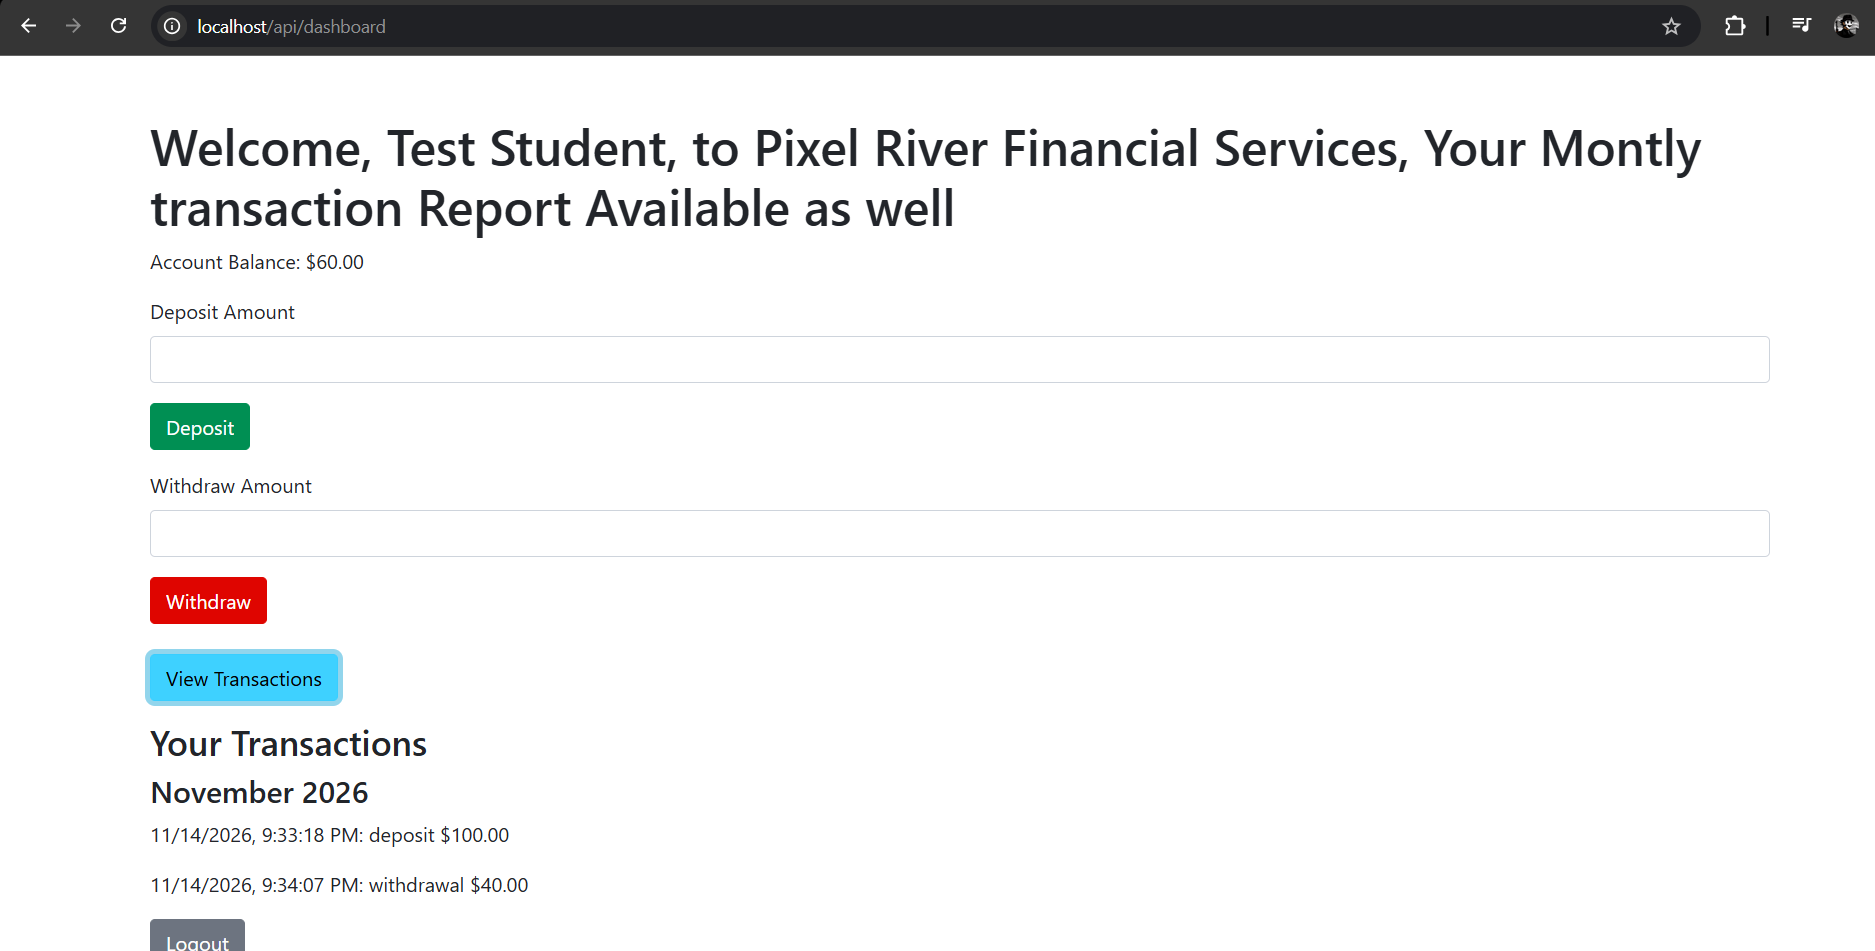 localhost/api/dashboard
Welcome, Test Student, to Pixel River Financial Services, Your Montly
transaction Report Available as well
Account Balance: $60.00
Deposit Amount
Deposit
Withdraw Amount
Withdraw
View Transactions
Your Transactions
November 2026
11/14/2026, 9:33:18 PM: deposit $100.00
11/14/2026, 9:34:07 PM: withdrawal $40.00
Logout